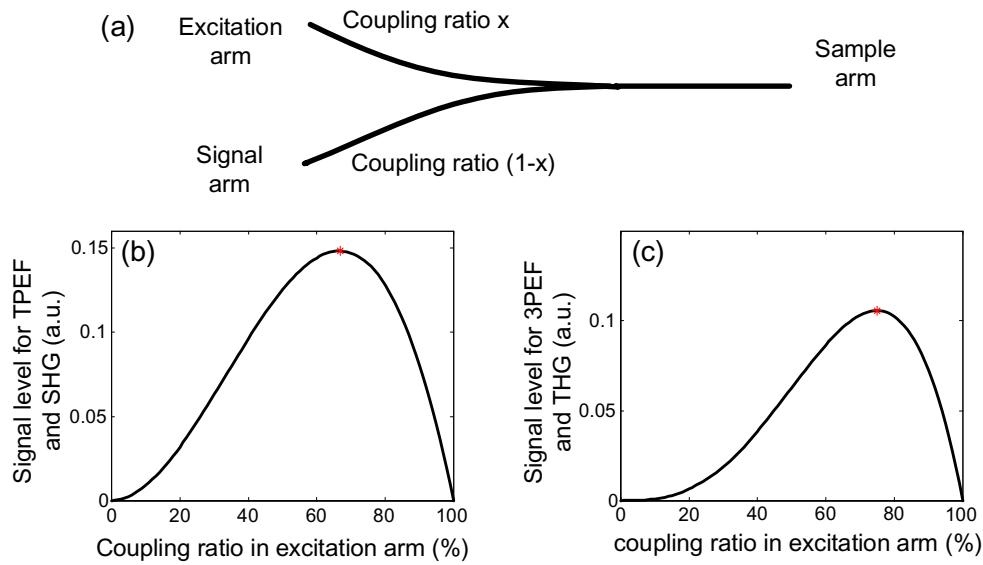 (a)
Excitation
arm
Coupling ratio x
Sample
arm
Signal
arm
Coupling ratio (1-x)
(b)
Signal level for TPEF
and SHG (a.u.)
0.15
0.1
0.05
0
0 20 40 60 80 100
Coupling ratio in excitation arm (%)
(c)
Signal level for 3PEF
and THG (a.u.)
0.1
0.05
0
0 20 40 60 80 100
coupling ratio in excitation arm (%)